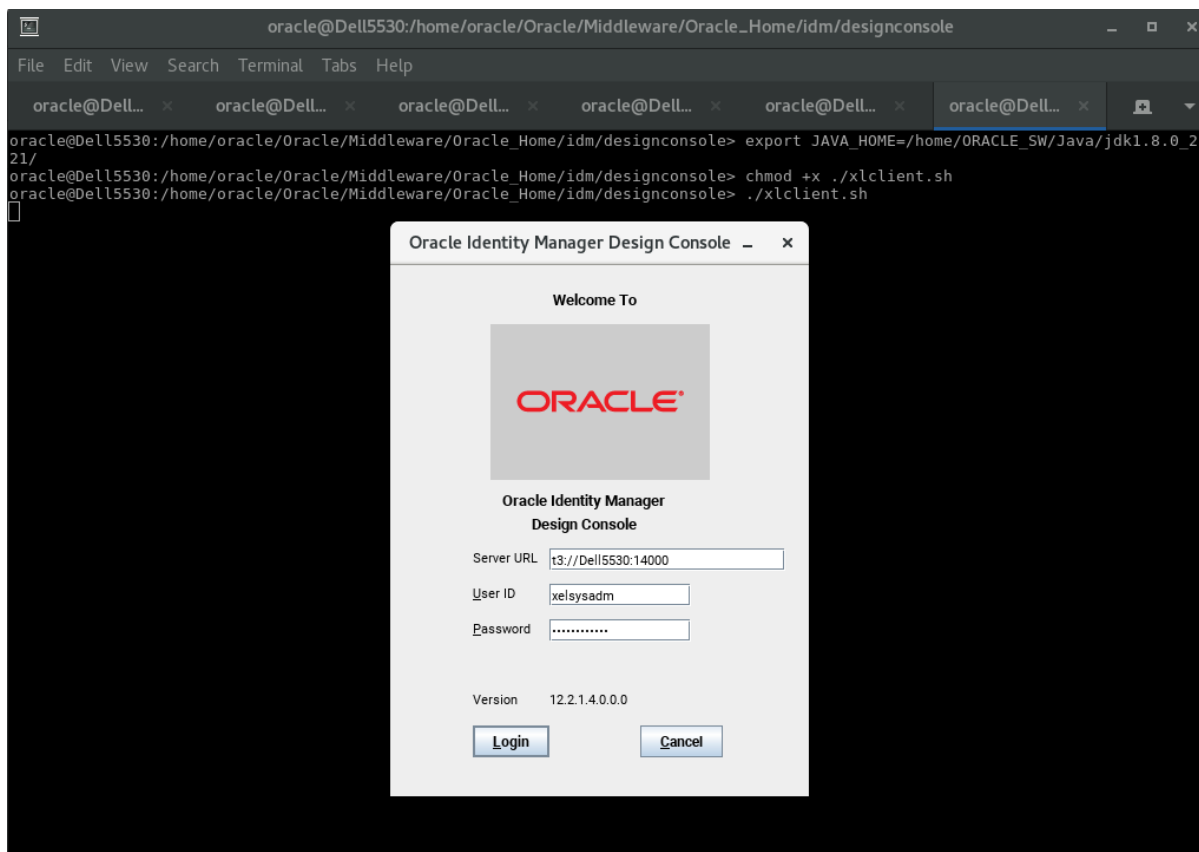 oracle@Dell5530:/home/oracle/Oracle/Middleware/Oracle_Home/idm/designconsole
File Edit View Search Terminal Tabs Help
oracle@Dell... × oracle@Dell... × oracle@Dell... × oracle@Dell... × oracle@Dell... × oracle@Dell... ×
oracle@Dell5530:/home/oracle/Oracle/Middleware/Oracle_Home/idm/designconsole> export JAVA_HOME=/home/ORACLE_SW/Java/jdk1.8.0_2
21/
oracle@Dell5530:/home/oracle/Oracle/Middleware/Oracle_Home/idm/designconsole> chmod +x ./xlclient.sh
oracle@Dell5530:/home/oracle/Oracle/Middleware/Oracle_Home/idm/designconsole> ./xlclient.sh
Oracle Identity Manager Design Console
Welcome To
ORACLE®
Oracle Identity Manager
Design Console
Server URL t3://Dell5530:14000
User ID xelsysadm
Password ••••••••••••
Version 12.2.1.4.0.0.0
Login Cancel